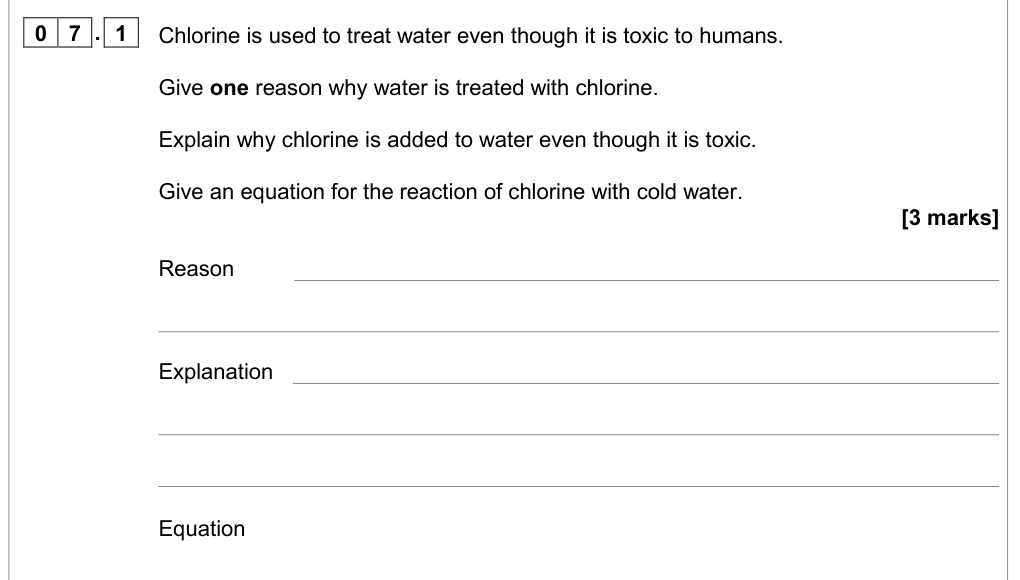 0 7 . 1 Chlorine is used to treat water even though it is toxic to humans.
Give one reason why water is treated with chlorine.
Explain why chlorine is added to water even though it is toxic.
Give an equation for the reaction of chlorine with cold water.
[3 marks]
Reason
Explanation
Equation